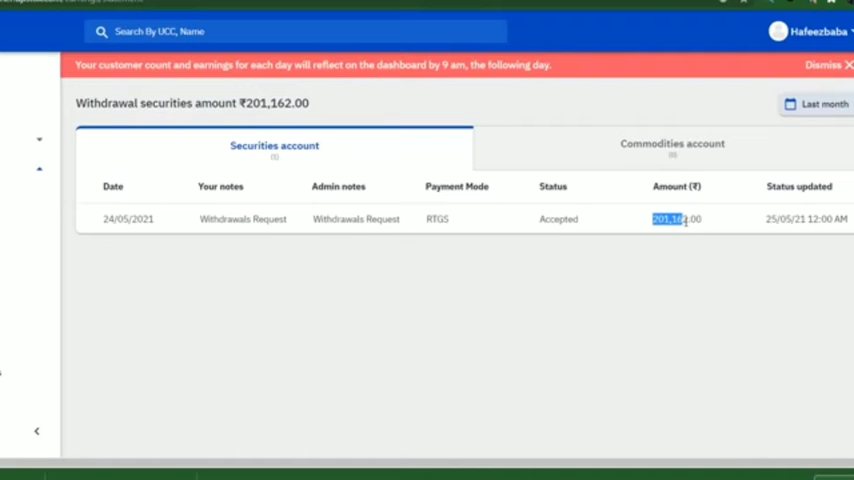 Search By UCC, Name
Hafeezbaba
Your customer count and earnings for each day will reflect on the dashboard by 9 am, the following day.
Dismiss
Withdrawal securities amount ₹201,162.00
Last month
Securities account
(1)
Commodities account
(0)
Date Your notes Admin notes Payment Mode Status Amount (₹) Status updated
24/05/2021 Withdrawals Request Withdrawals Request RTGS Accepted 201,162.00 25/05/21 12:00 AM